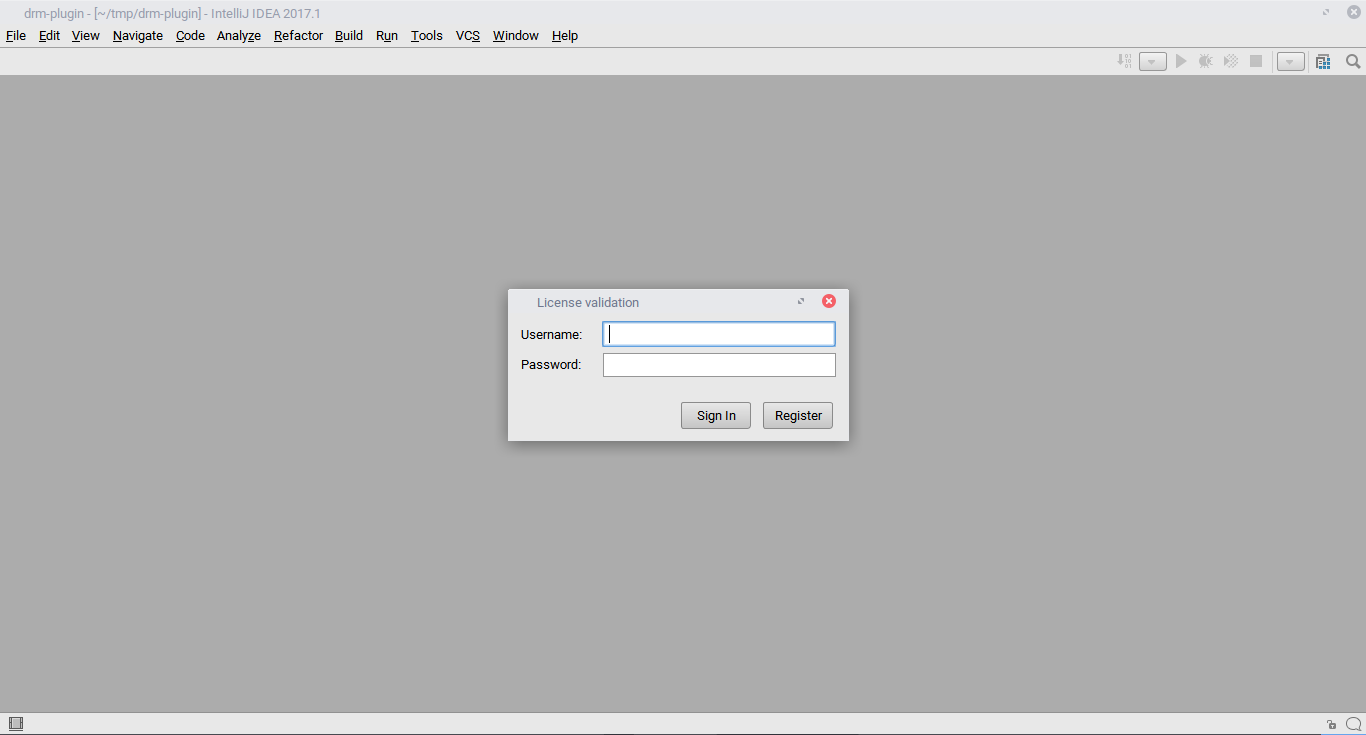 drm-plugin - [~/tmp/drm-plugin] - IntelliJ IDEA 2017.1
File Edit View Navigate Code Analyze Refactor Build Run Tools VCS Window Help
License validation
Username:
Password:
Sign In Register